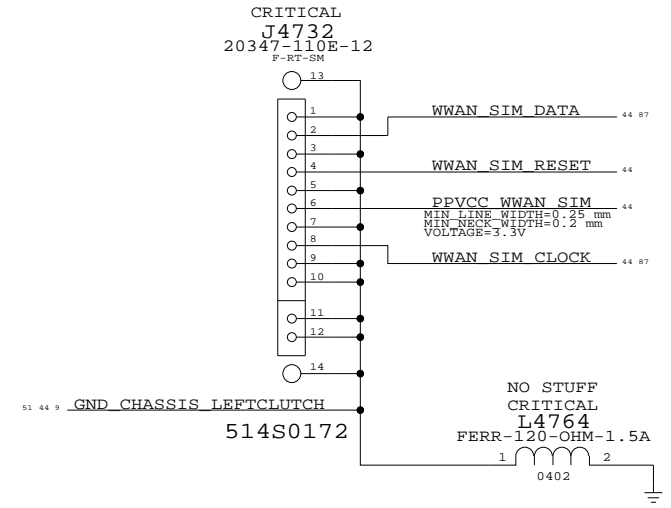 CRITICAL
J4732
20347-110E-12
F-RT-SM
13
1
WWAN_SIM_DATA 44 87
2
3
4
WWAN_SIM_RESET 44
5
6
PPVCC_WWAN_SIM 44
MIN_LINE_WIDTH=0.25 mm
MIN_NECK_WIDTH=0.2 mm
VOLTAGE=3.3V
7
8
WWAN_SIM_CLOCK 44 87
9
10
11
12
14
51 44 9 GND_CHASSIS_LEFTCLUTCH
514S0172
NO STUFF
CRITICAL
L4764
FERR-120-OHM-1.5A
1 2
0402